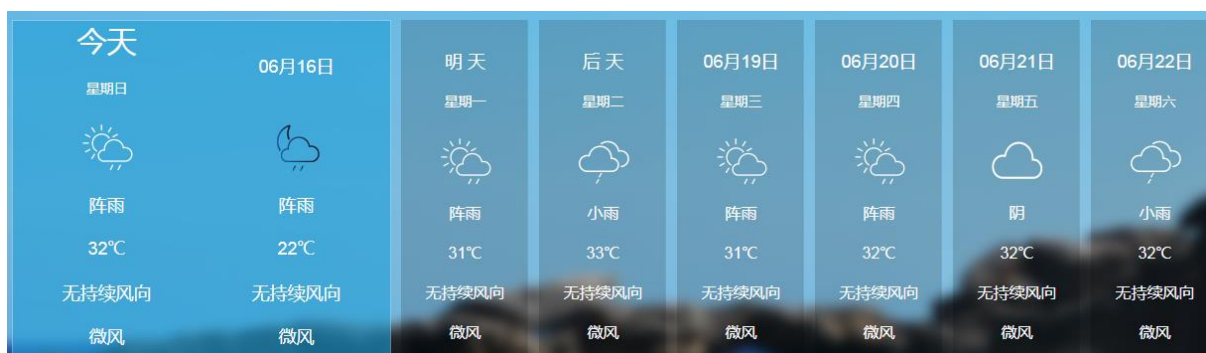 今天
星期日
阵雨
32℃
无持续风向
微风
06月16日
阵雨
22℃
无持续风向
微风
明天
星期一
阵雨
31℃
无持续风向
微风
后天
星期二
小雨
33℃
无持续风向
微风
06月19日
星期三
阵雨
31℃
无持续风向
微风
06月20日
星期四
阵雨
32℃
无持续风向
微风
06月21日
星期五
阴
32℃
无持续风向
微风
06月22日
星期六
小雨
32℃
无持续风向
微风